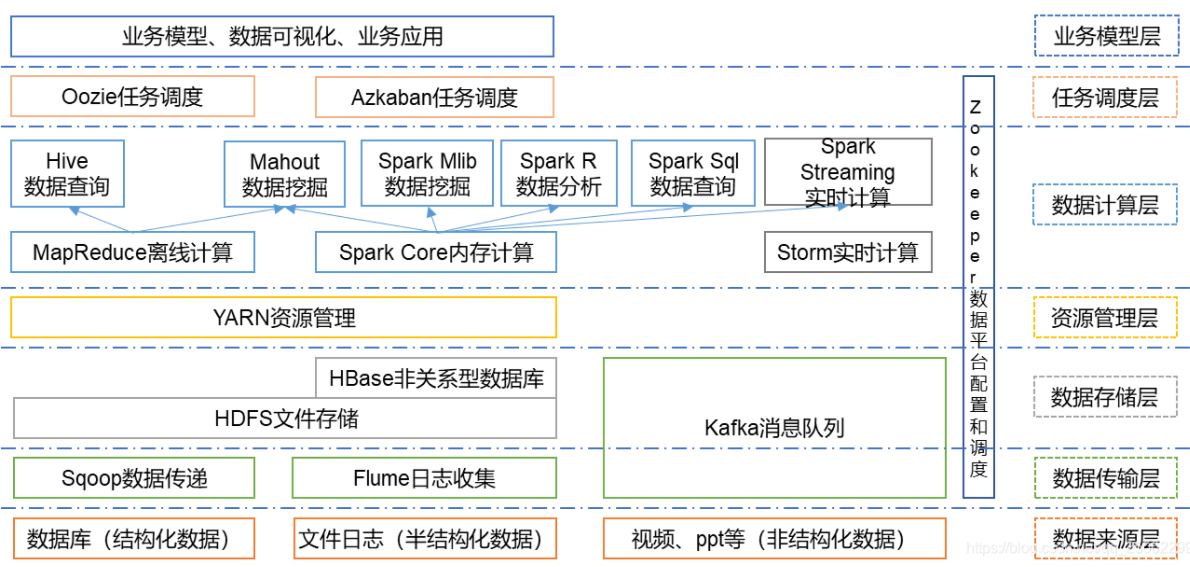 业务模型、数据可视化、业务应用
业务模型层
Oozie任务调度
Azkaban任务调度
任务调度层
Hive
数据查询
Mahout
数据挖掘
Spark Mlib
数据挖掘
Spark R
数据分析
Spark Sql
数据查询
Spark
Streaming
实时计算
数据计算层
MapReduce离线计算
Spark Core内存计算
Storm实时计算
Zookeeper数据平台配置和调度
YARN资源管理
资源管理层
HBase非关系型数据库
HDFS文件存储
Kafka消息队列
数据存储层
Sqoop数据传递
Flume日志收集
数据传输层
数据库（结构化数据）
文件日志（半结构化数据）
视频、ppt等（非结构化数据）
数据来源层